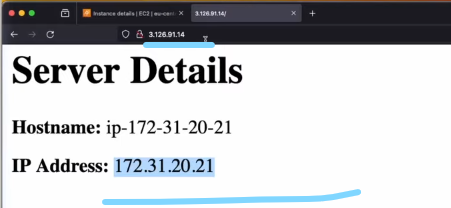 Instance details | EC2 | eu-cen
3.126.91.14/
3.126.91.14
Server Details
Hostname: ip-172-31-20-21
IP Address: 172.31.20.21